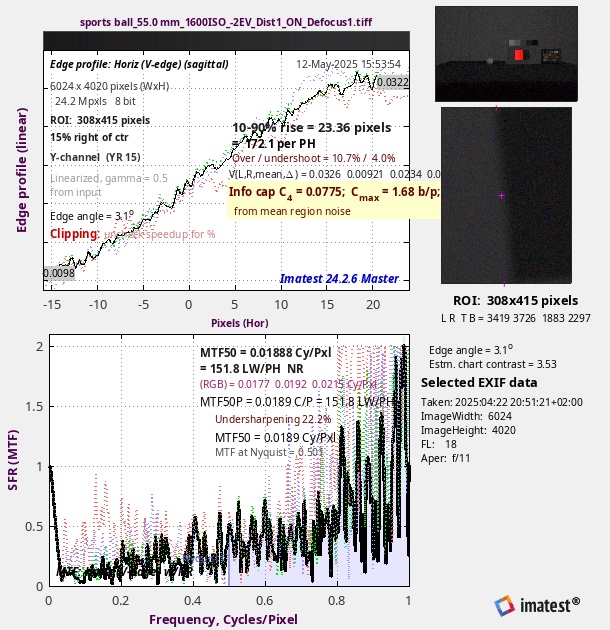 sports ball_55.0 mm_1600ISO_-2EV_Dist1_ON_Defocus1.tiff
Edge profile: Horiz (V-edge) (sagittal)
12-May-2025 15:53:54
6024 x 4020 pixels (WxH)
24.2 Mpxls   8 bit
0.0322
ROI:  308x415 pixels
15% right of ctr
10-90% rise = 23.36 pixels
=  172.1 per PH
Y-channel  (YR 15)
Over / undershoot = 10.7% /  4.0%
V(L,R,mean,Δ) = 0.0326  0.00921  0.0234  0.0
Linearized, gamma = 0.5
from input
Info cap C4 = 0.0775;  Cmax = 1.68 b/p;
from mean region noise
Edge angle = 3.1°
Clipping: speedup for %
0.0098
Imatest 24.2.6 Master
Edge profile (linear)
-15 -10 -5 0 5 10 15 20
Pixels (Hor)
ROI:  308x415 pixels
L R  T B = 3419 3726  1883 2297
Edge angle = 3.1°
Estm. chart contrast = 3.53
Selected EXIF data
Taken: 2025:04:22 20:51:21+02:00
ImageWidth:  6024
ImageHeight:  4020
FL:   18
Aper:  f/11
MTF50 = 0.01888 Cy/Pxl
= 151.8 LW/PH  NR
(RGB) = 0.0177  0.0192  0.0215 Cy/Pxl
MTF50P = 0.0189 C/P = 151.8 LW/PH
Undersharpening 22.2%
MTF50 = 0.0189 Cy/Pxl
MTF at Nyquist = 0.501
SFR (MTF)
2
1.5
1
0.5
0
0 0.2 0.4 0.6 0.8 1
Frequency, Cycles/Pixel
imatest®